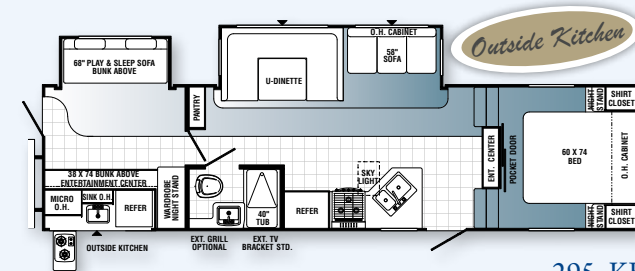 Outside Kitchen
O.H. CABINET
68" PLAY & SLEEP SOFA
BUNK ABOVE
58"
SOFA
U-DINETTE
PANTRY
NIGHT
STAND
SHIRT
CLOSET
ENT. CENTER
POCKET DOOR
60 X 74
BED
O.H. CABINET
38 X 74 BUNK ABOVE
ENTERTAINMENT CENTER
SKY
LIGHT
MICRO
O.H.
SINK O.H.
REFER
WARDROBE
NIGHT STAND
40"
TUB
REFER
NIGHT
STAND
SHIRT
CLOSET
OUTSIDE KITCHEN
EXT. GRILL
OPTIONAL
EXT. TV
BRACKET STD.